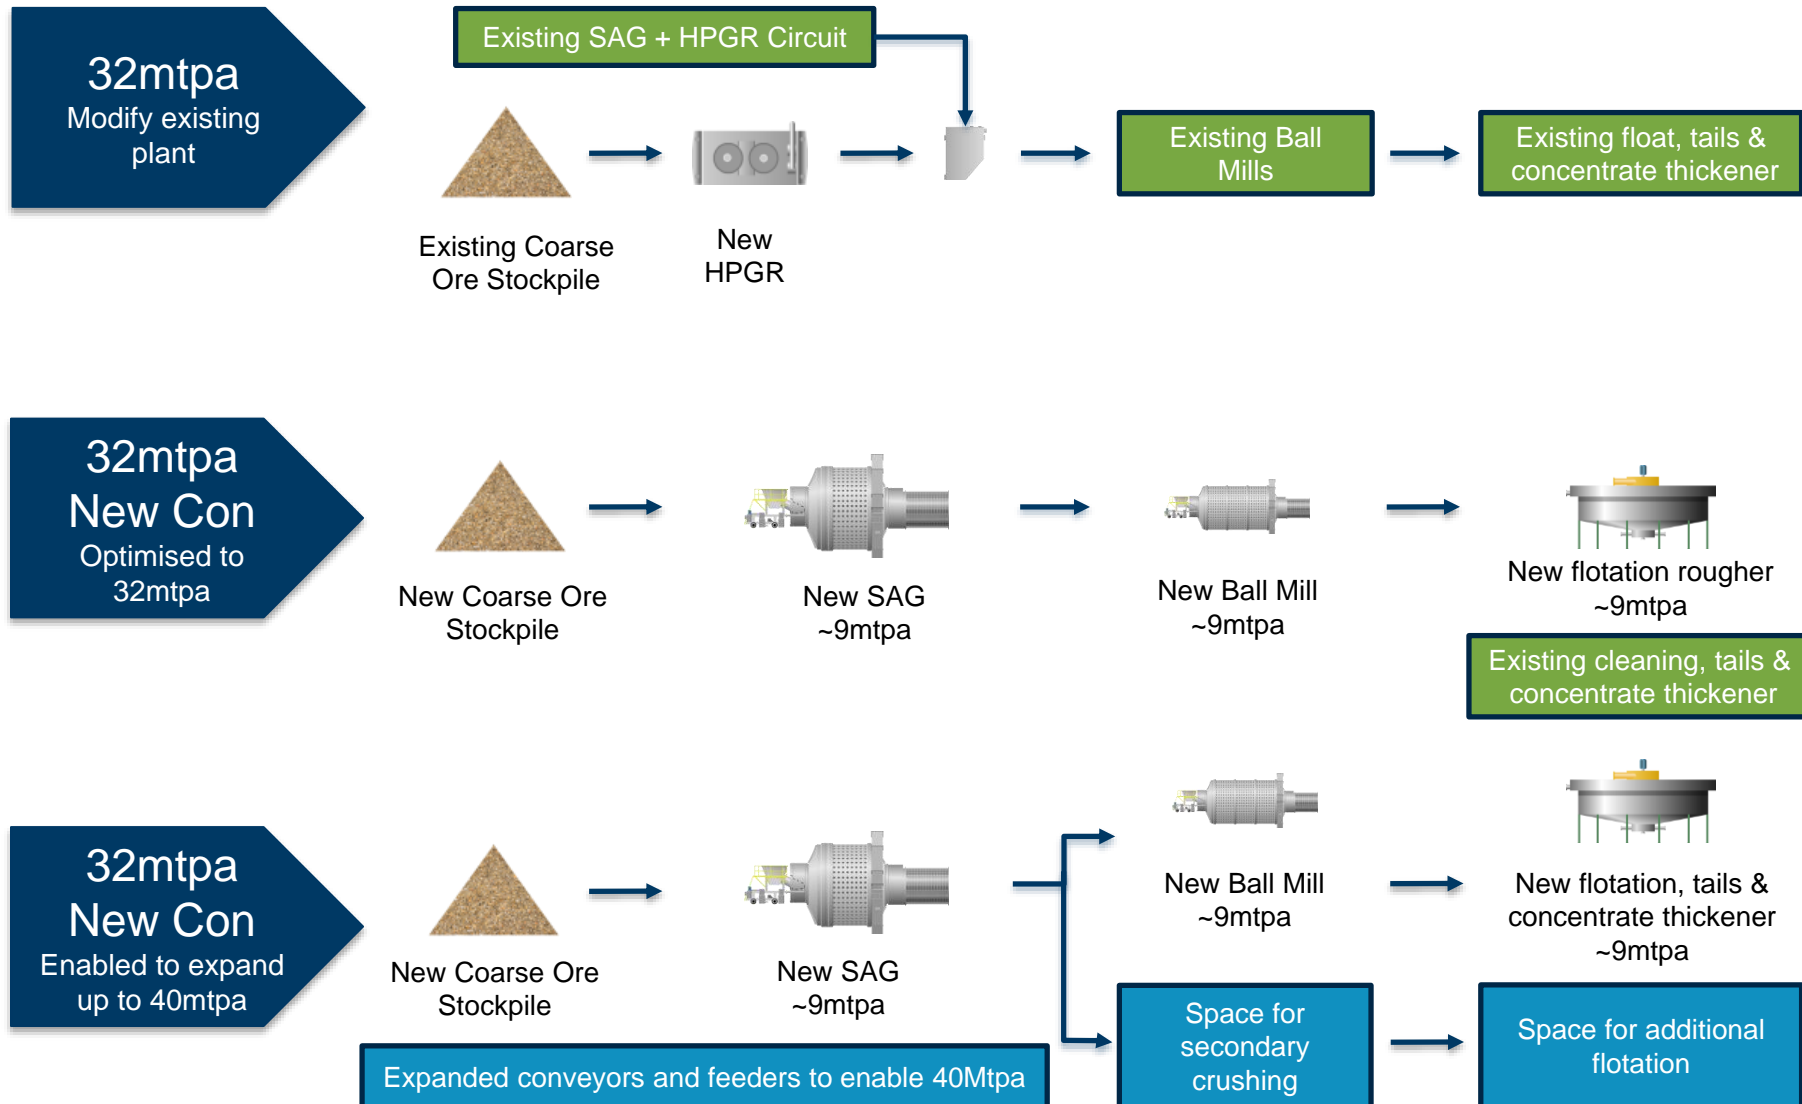 32mtpa
Modify existing
plant
Existing SAG + HPGR Circuit
Existing Coarse
Ore Stockpile
New
HPGR
Existing Ball
Mills
Existing float, tails &
concentrate thickener
32mtpa
New Con
Optimised to
32mtpa
New Coarse Ore
Stockpile
New SAG
~9mtpa
New Ball Mill
~9mtpa
New flotation rougher
~9mtpa
Existing cleaning, tails &
concentrate thickener
32mtpa
New Con
Enabled to expand
up to 40mtpa
New Coarse Ore
Stockpile
New SAG
~9mtpa
New Ball Mill
~9mtpa
New flotation, tails &
concentrate thickener
~9mtpa
Expanded conveyors and feeders to enable 40Mtpa
Space for
secondary
crushing
Space for additional
flotation